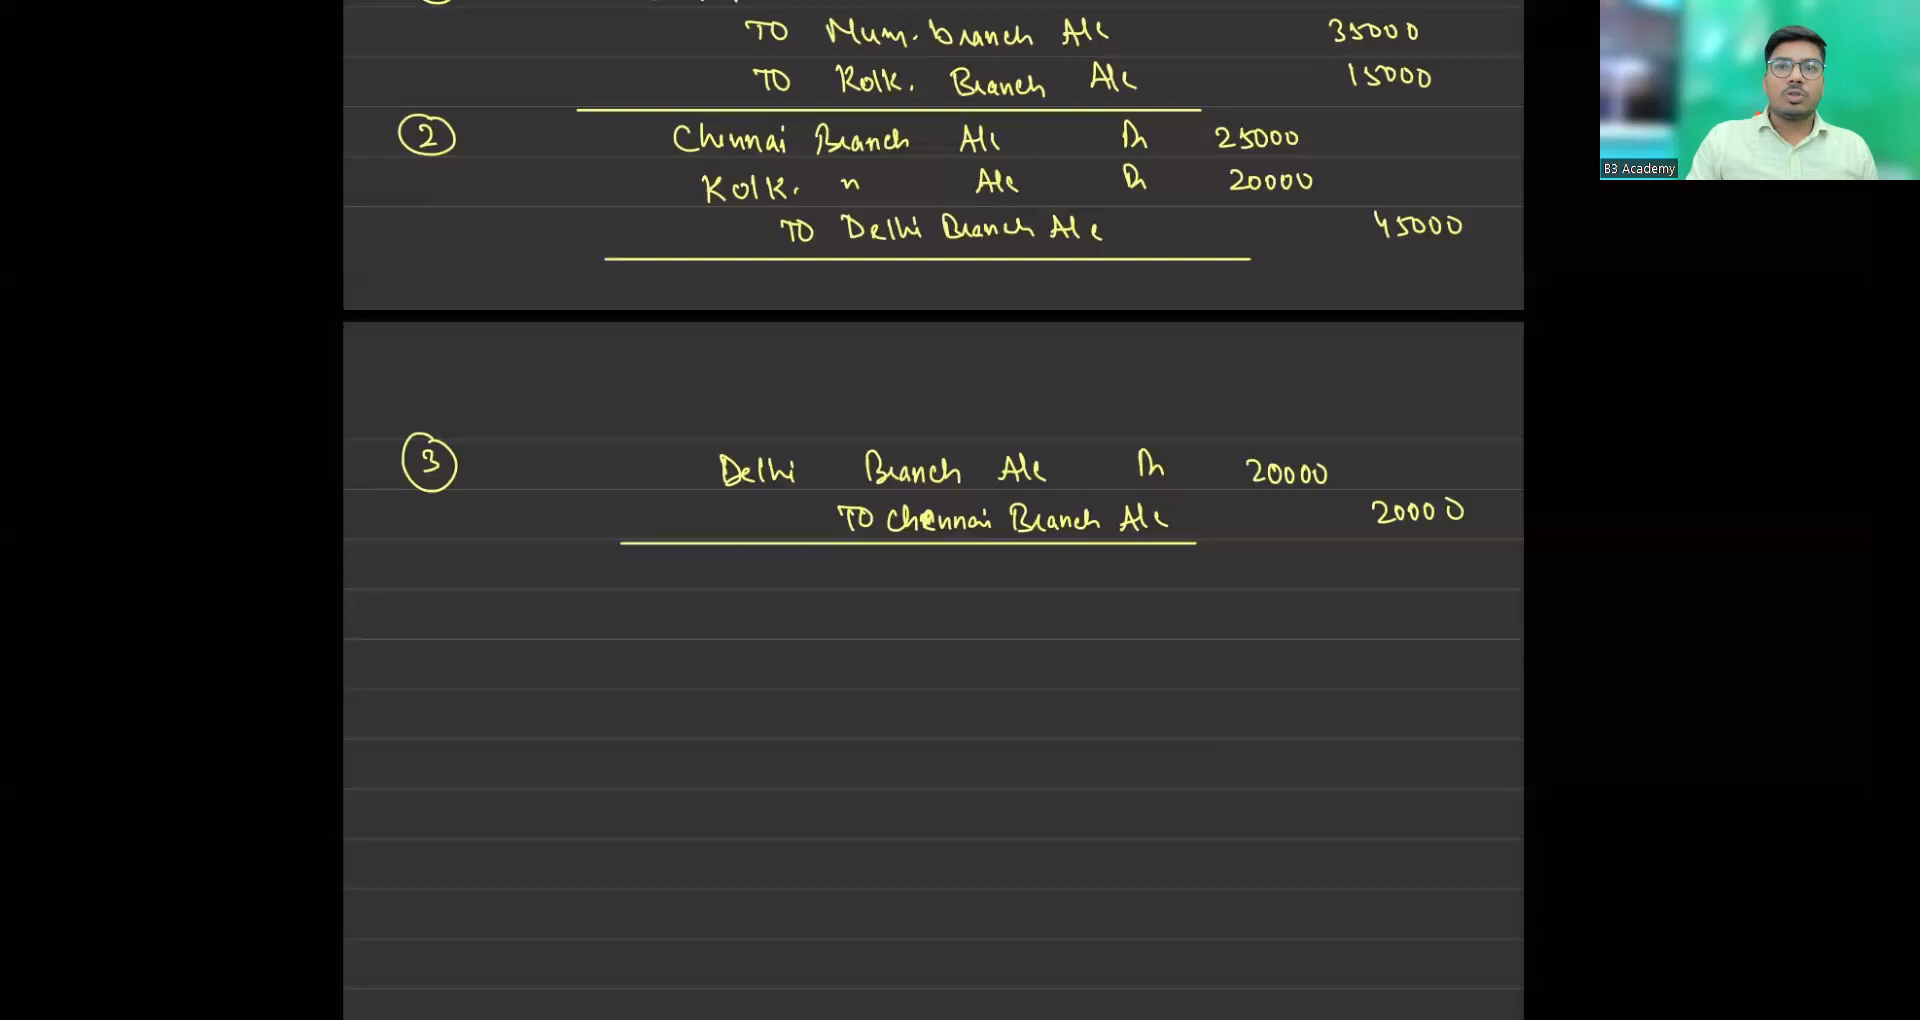 TO Mum. branch A/c 35000
TO Kolk. Branch A/c 15000
2 Chennai Branch A/c Dr 25000
Kolk. " A/c Dr 20000
TO Delhi Branch A/c 45000
3 Delhi Branch A/c Dr 20000
TO Chennai Branch A/c 20000
B3 Academy